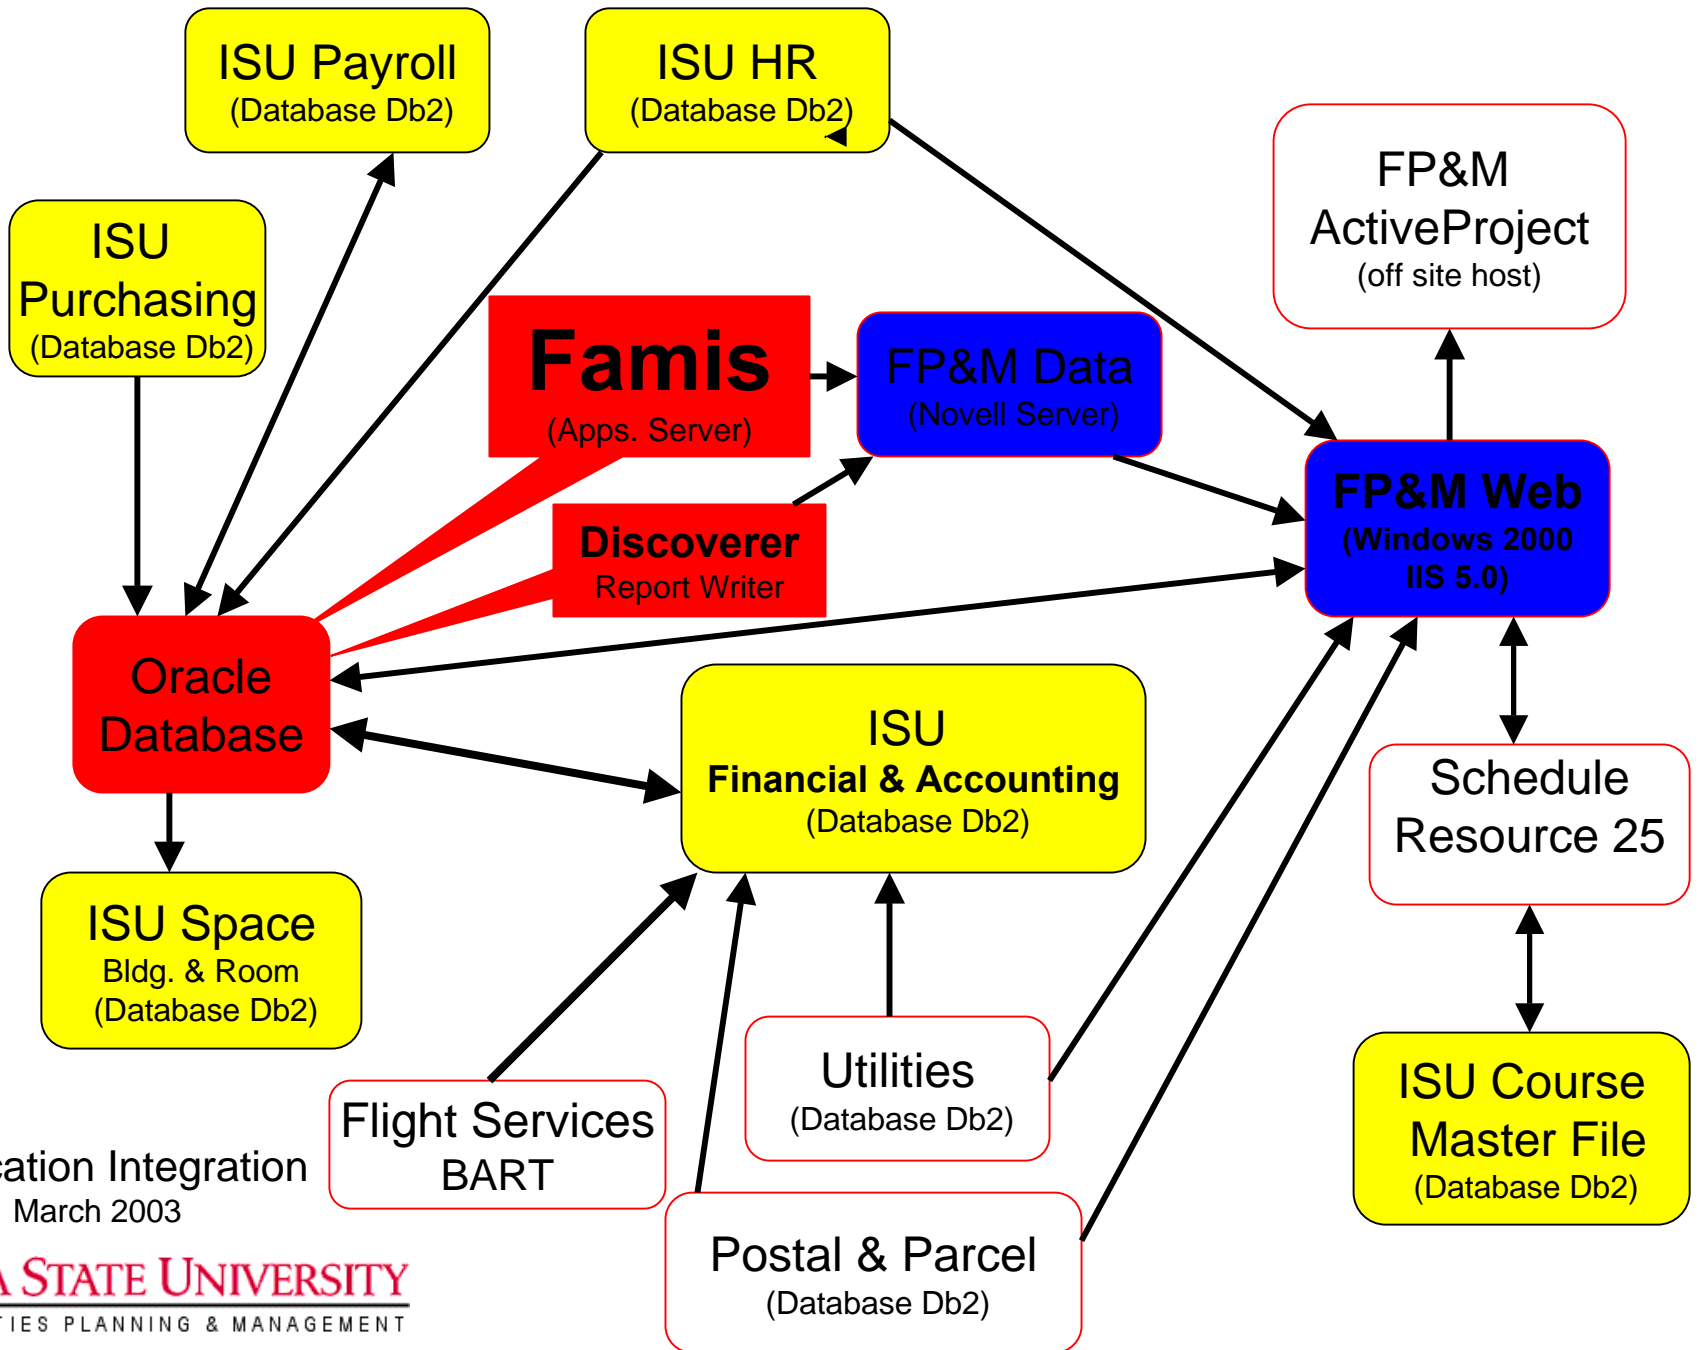 ISU Payroll
(Database Db2)
ISU HR
(Database Db2)
FP&M
ActiveProject
(off site host)
ISU
Purchasing
(Database Db2)
Famis
(Apps. Server)
FP&M Data
(Novell Server)
FP&M Web
(Windows 2000
IIS 5.0)
Discoverer
Report Writer
Oracle
Database
ISU
Financial & Accounting
(Database Db2)
Schedule
Resource 25
ISU Space
Bldg. & Room
(Database Db2)
Utilities
(Database Db2)
ISU Course
Master File
(Database Db2)
Flight Services
BART
Postal & Parcel
(Database Db2)
Integration
March 2003
STATE UNIVERSITY
PLANNING & MANAGEMENT